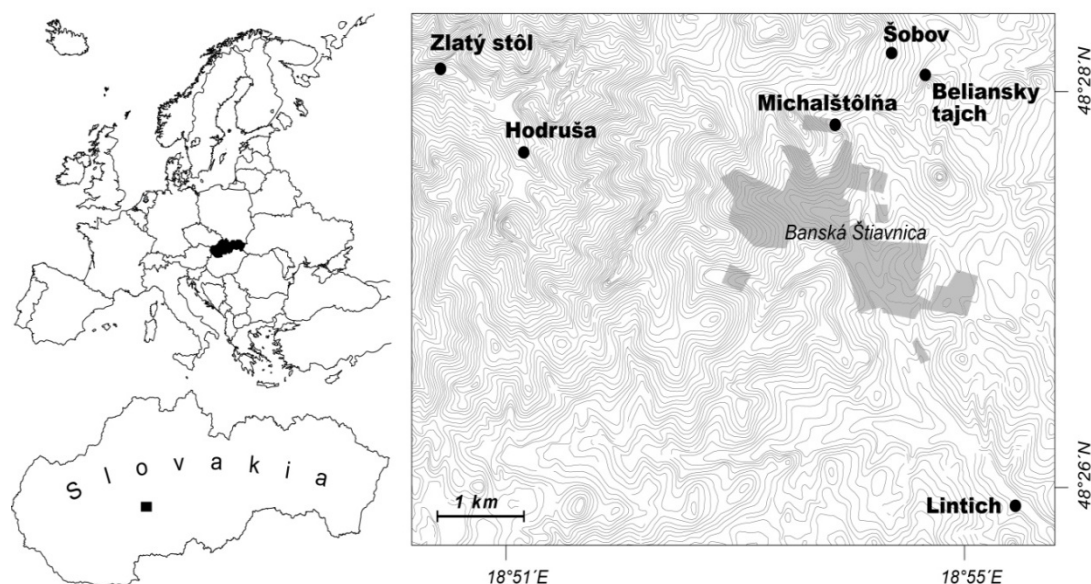 Zlatý stôl
Šobov
Beliansky
tajch
Michalštôlňa
Hodruša
Banská Štiavnica
Lintich
1 km
48°28′N
48°26′N
18°51´E
18°55´E
Slovakia